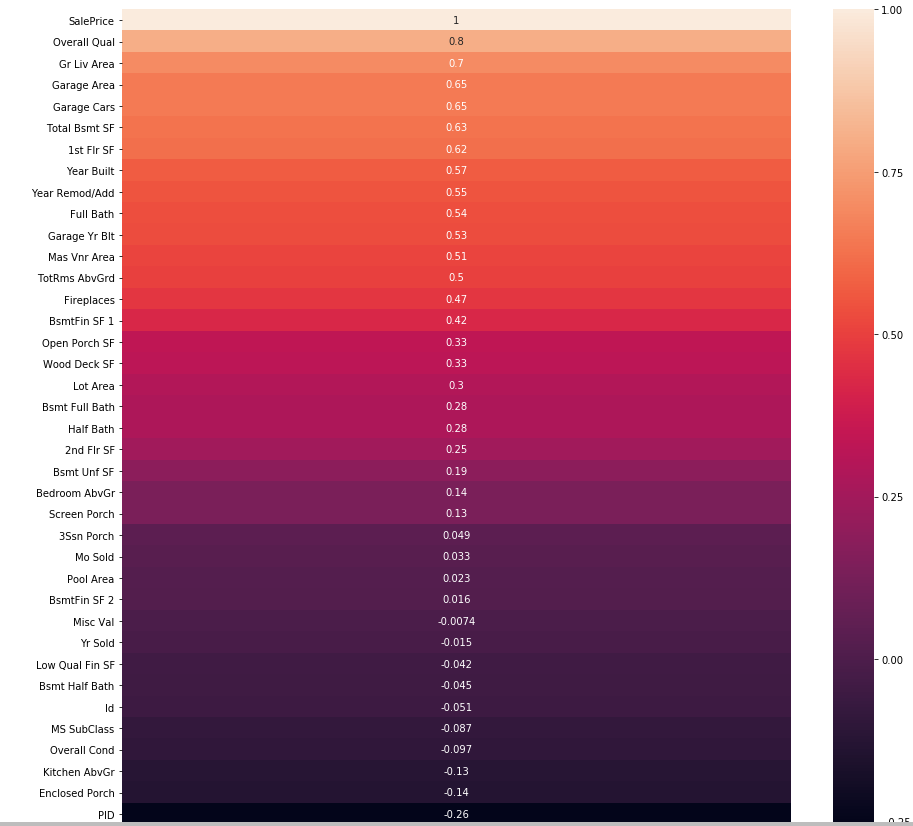 SalePrice 1
Overall Qual 0.8
Gr Liv Area 0.7
Garage Area 0.65
Garage Cars 0.65
Total Bsmt SF 0.63
1st Flr SF 0.62
Year Built 0.57
Year Remod/Add 0.55
Full Bath 0.54
Garage Yr Blt 0.53
Mas Vnr Area 0.51
TotRms AbvGrd 0.5
Fireplaces 0.47
BsmtFin SF 1 0.42
Open Porch SF 0.33
Wood Deck SF 0.33
Lot Area 0.3
Bsmt Full Bath 0.28
Half Bath 0.28
2nd Flr SF 0.25
Bsmt Unf SF 0.19
Bedroom AbvGr 0.14
Screen Porch 0.13
3Ssn Porch 0.049
Mo Sold 0.033
Pool Area 0.023
BsmtFin SF 2 0.016
Misc Val -0.0074
Yr Sold -0.015
Low Qual Fin SF -0.042
Bsmt Half Bath -0.045
Id -0.051
MS SubClass -0.087
Overall Cond -0.097
Kitchen AbvGr -0.13
Enclosed Porch -0.14
PID -0.26
1.00
0.75
0.50
0.25
0.00
-0.25